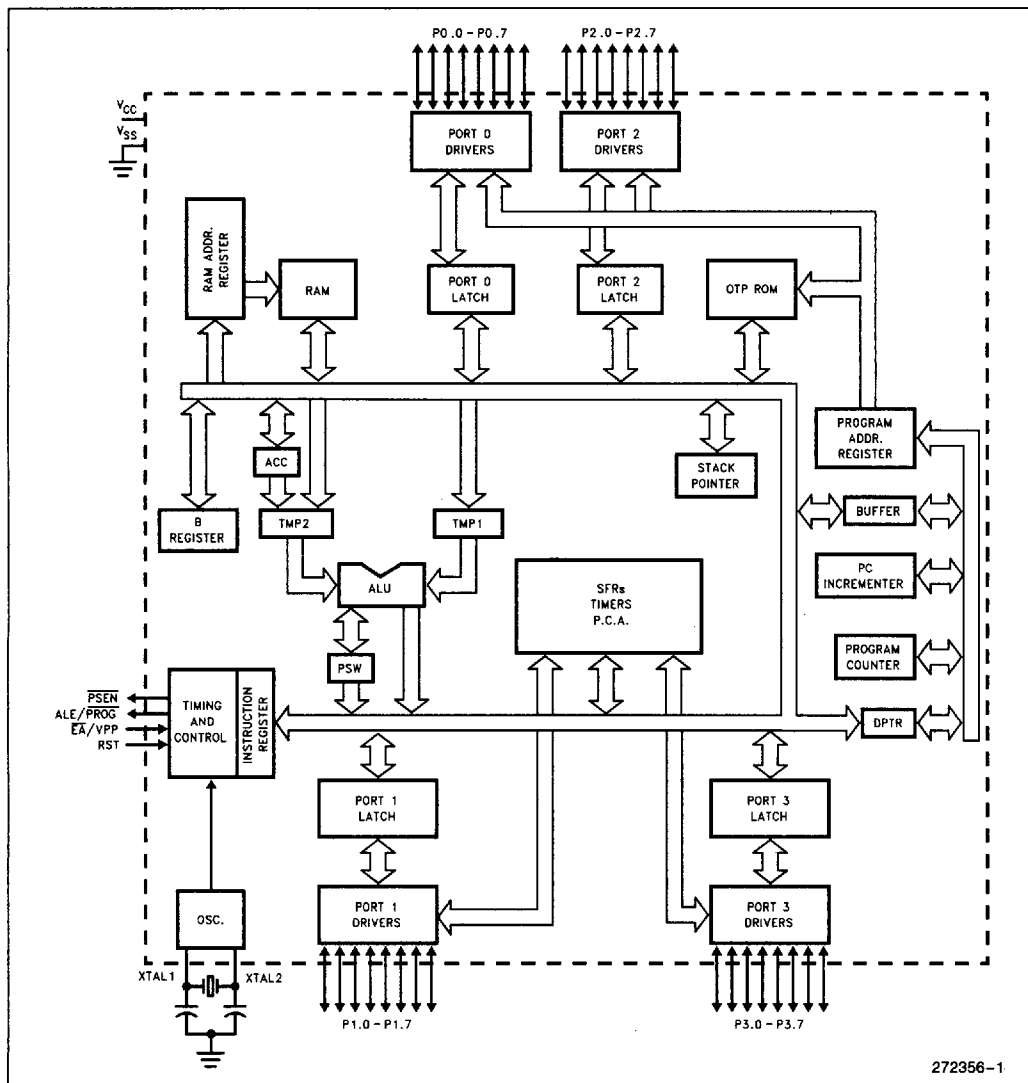 P0.0-P0.7
P2.0-P2.7
VCC
VSS
PORT 0
DRIVERS
PORT 2
DRIVERS
RAM ADDR.
REGISTER
RAM
PORT 0
LATCH
PORT 2
LATCH
OTP ROM
PROGRAM
ADDR.
REGISTER
ACC
STACK
POINTER
B
REGISTER
TMP2
TMP1
BUFFER
ALU
SFRs
TIMERS
P.C.A.
PC
INCREMENTER
PSW
PROGRAM
COUNTER
PSEN
ALE/PROG
EA/VPP
RST
TIMING
AND
CONTROL
INSTRUCTION
REGISTER
DPTR
PORT 1
LATCH
PORT 3
LATCH
OSC.
PORT 1
DRIVERS
PORT 3
DRIVERS
XTAL1
XTAL2
P1.0-P1.7
P3.0-P3.7
272356-1